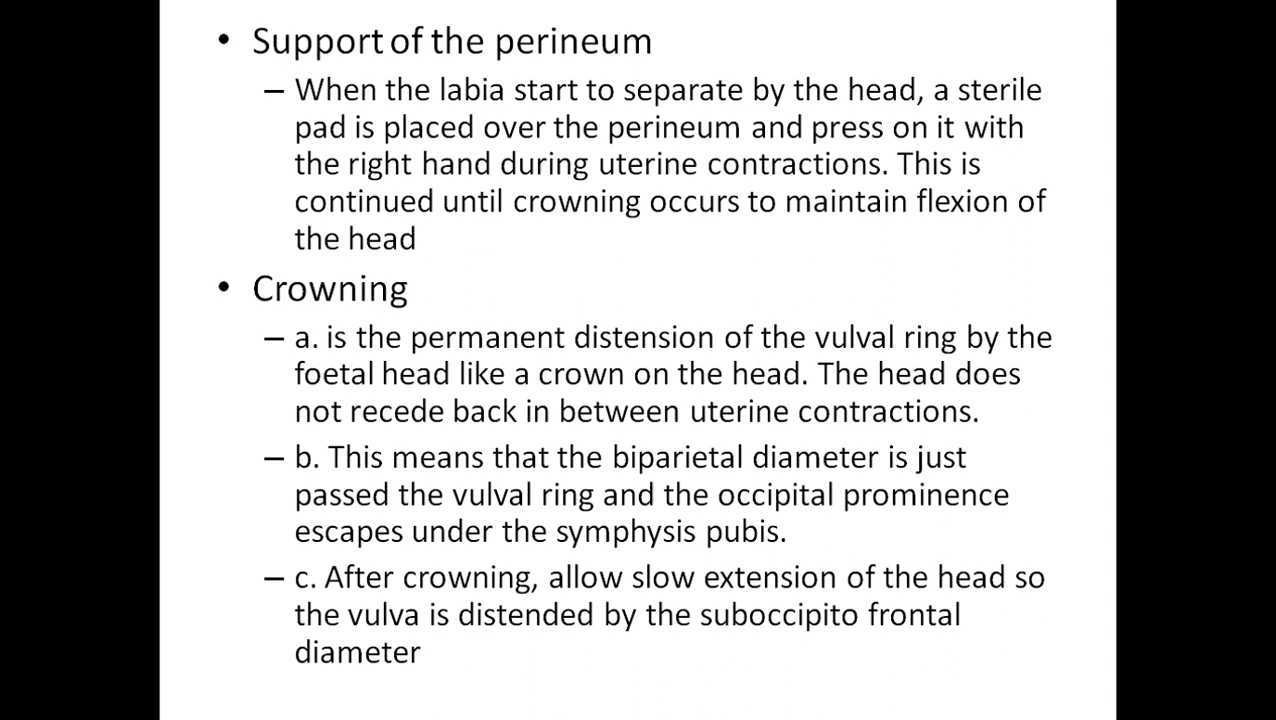 • Support of the perineum
– When the labia start to separate by the head, a sterile
pad is placed over the perineum and press on it with
the right hand during uterine contractions. This is
continued until crowning occurs to maintain flexion of
the head
• Crowning
– a. is the permanent distension of the vulval ring by the
foetal head like a crown on the head. The head does
not recede back in between uterine contractions.
– b. This means that the biparietal diameter is just
passed the vulval ring and the occipital prominence
escapes under the symphysis pubis.
– c. After crowning, allow slow extension of the head so
the vulva is distended by the suboccipito frontal
diameter